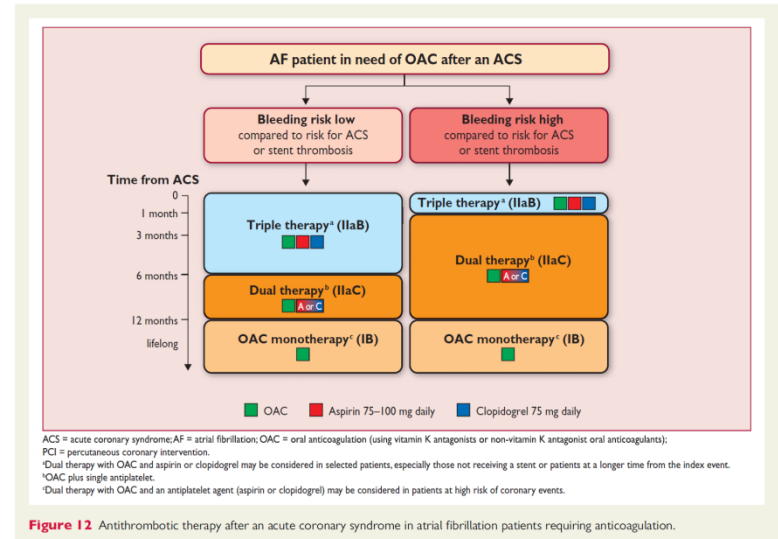 AF patient in need of OAC after an ACS
Bleeding risk low
compared to risk for ACS
or stent thrombosis
Bleeding risk high
compared to risk for ACS
or stent thrombosis
Time from ACS
0
1 month
3 months
6 months
12 months
lifelong
Triple therapyᵃ (IIaB)
Dual therapyᵇ (IIaC)
A or C
OAC monotherapyᶜ (IB)
Triple therapyᵃ (IIaB)
Dual therapyᵇ (IIaC)
A or C
OAC monotherapyᶜ (IB)
OAC
Aspirin 75–100 mg daily
Clopidogrel 75 mg daily
ACS = acute coronary syndrome; AF = atrial fibrillation; OAC = oral anticoagulation (using vitamin K antagonists or non-vitamin K antagonist oral anticoagulants);
PCI = percutaneous coronary intervention.
ᵃDual therapy with OAC and aspirin or clopidogrel may be considered in selected patients, especially those not receiving a stent or patients at a longer time from the index event.
ᵇOAC plus single antiplatelet.
ᶜDual therapy with OAC and an antiplatelet agent (aspirin or clopidogrel) may be considered in patients at high risk of coronary events.
Figure 12 Antithrombotic therapy after an acute coronary syndrome in atrial fibrillation patients requiring anticoagulation.